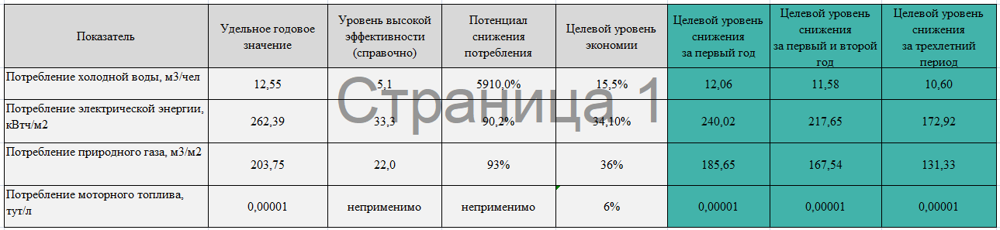 Показатель
Удельное годовое
значение
Уровень высокой
эффективности
(справочно)
Потенциал
снижения
потребления
Целевой уровень
экономии
Целевой уровень
снижения
за первый год
Целевой уровень
снижения
за первый и второй
год
Целевой уровень
снижения
за трехлетний
период
Потребление холодной воды, м3/чел
12,55
5,1
5910,0%
15,5%
12,06
11,58
10,60
Потребление электрической энергии,
кВтч/м2
262,39
33,3
90,2%
34,10%
240,02
217,65
172,92
Потребление природного газа, м3/м2
203,75
22,0
93%
36%
185,65
167,54
131,33
Потребление моторного топлива,
тут/л
0,00001
неприменимо
неприменимо
6%
0,00001
0,00001
0,00001
Страница 1